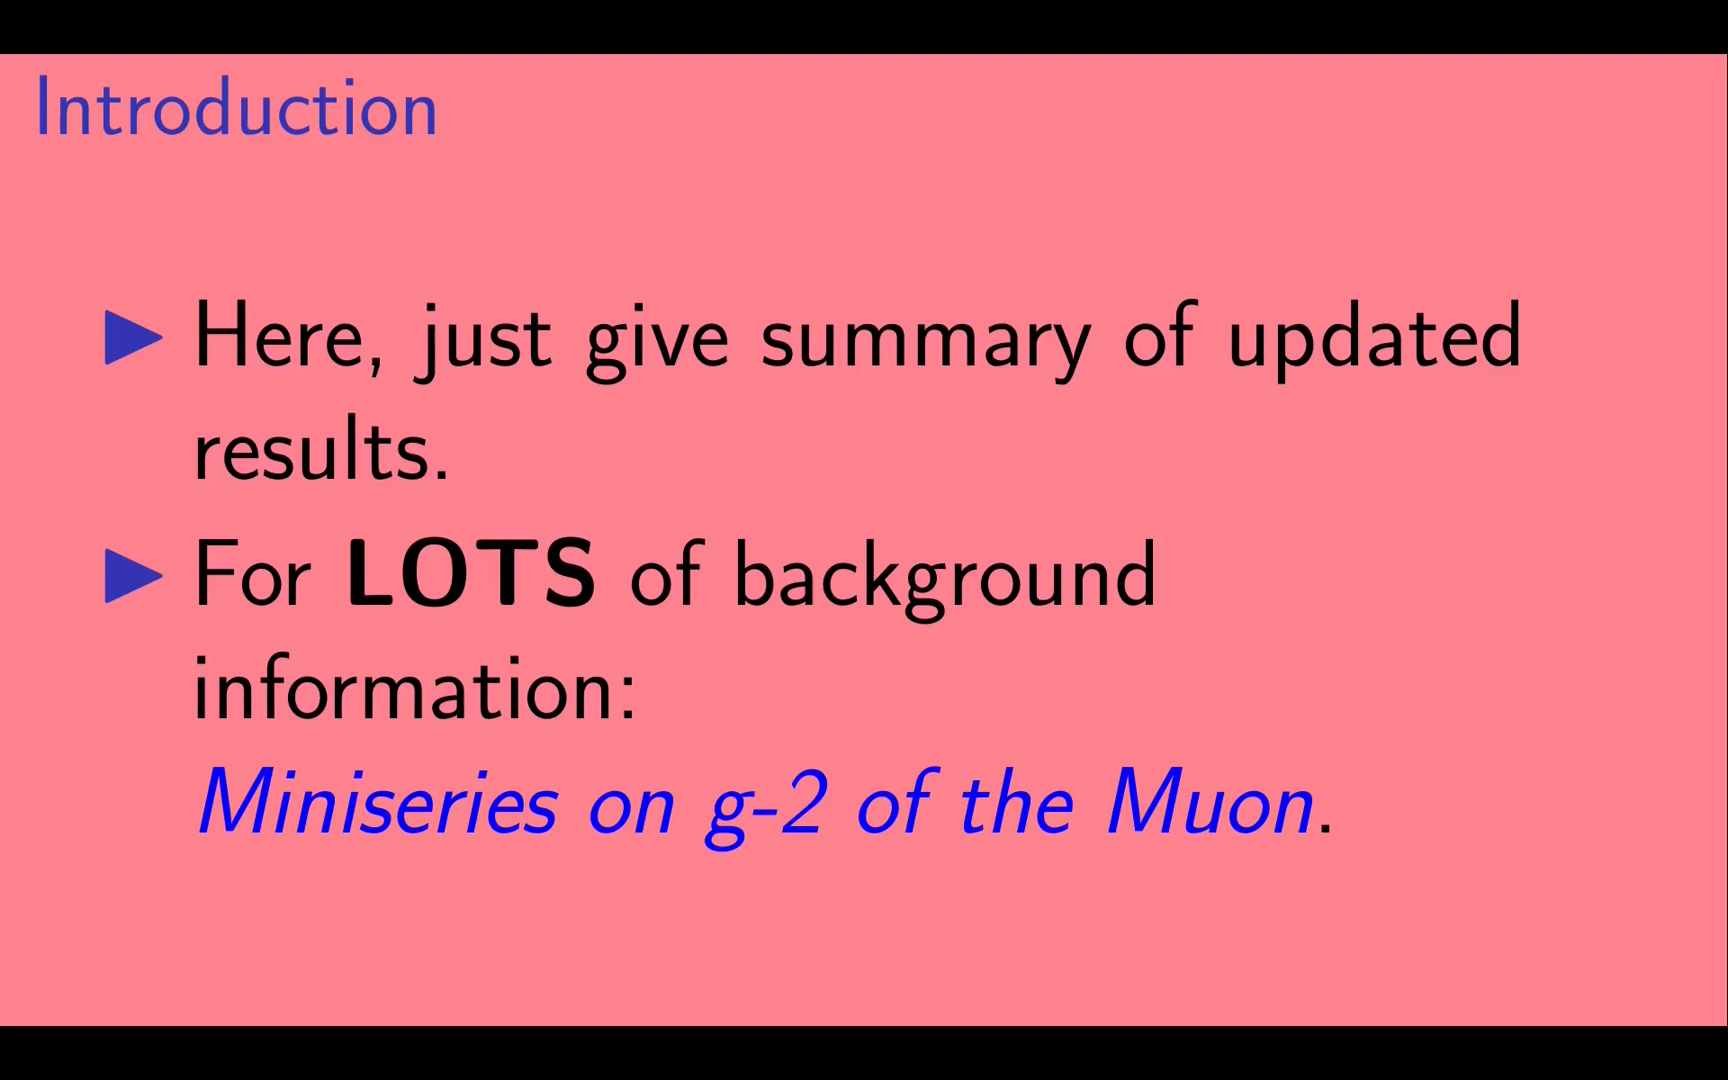 Introduction
Here, just give summary of updated
results.
For LOTS of background
information:
Miniseries on g-2 of the Muon.